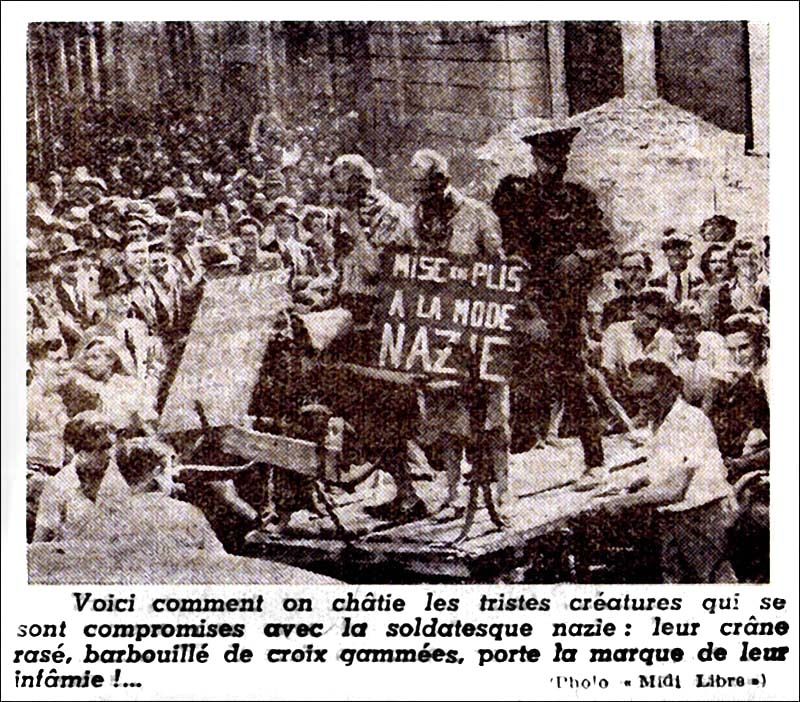 MISE EN PLIS
A LA MODE
NAZIE
Voici comment on châtie les tristes créatures qui se
sont compromises avec la soldatesque nazie : leur crâne
rasé, barbouillé de croix gammées, porte la marque de leur
infâmie !...
(Photo « Midi Libre »)